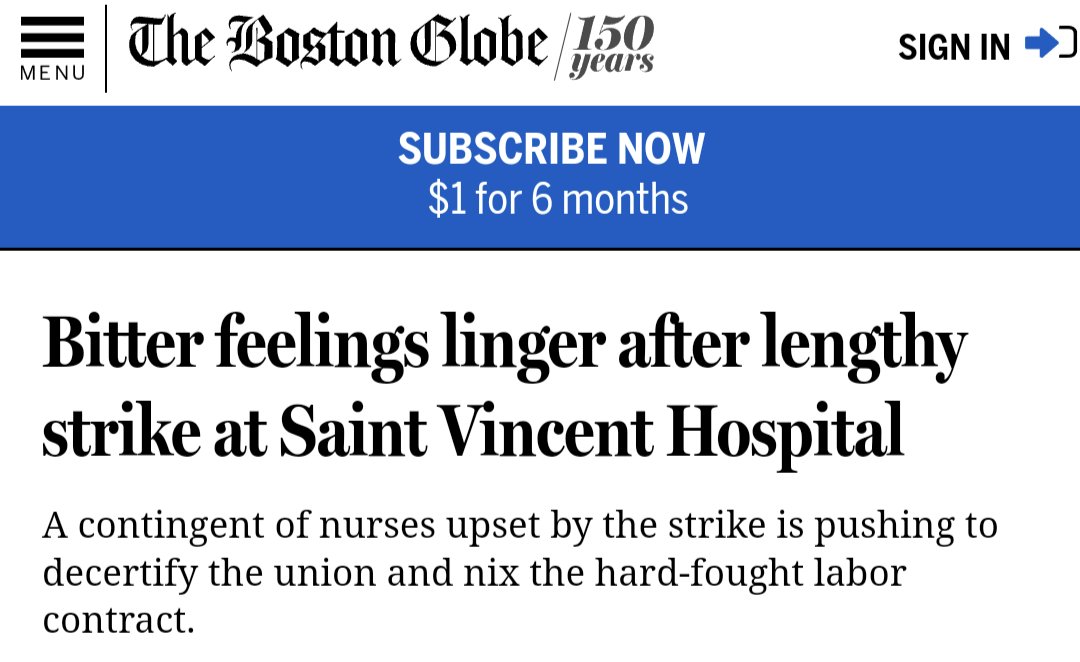 MENU
The Boston Globe
150
years
SIGN IN
SUBSCRIBE NOW
$1 for 6 months
Bitter feelings linger after lengthy
strike at Saint Vincent Hospital
A contingent of nurses upset by the strike is pushing to
decertify the union and nix the hard-fought labor
contract.